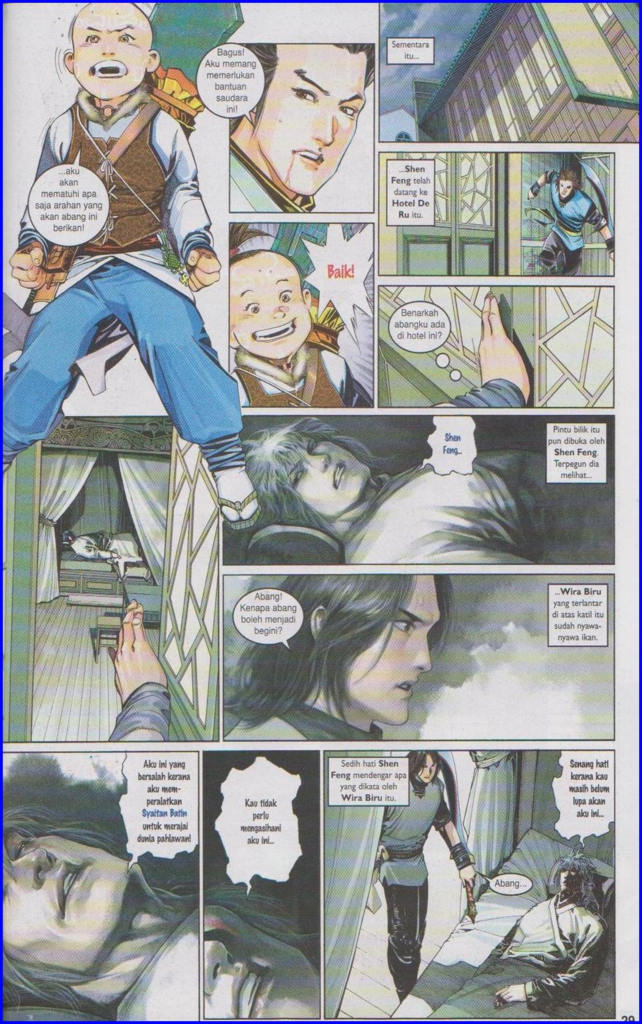 Bagus!
Aku memang
memerlukan
bantuan
saudara
ini!
...aku
akan
mematuhi apa
saja arahan yang
akan abang ini
berikan!
Baik!
Sementara
itu...
...Shen
Feng telah
datang ke
Hotel De
Ru itu.
Benarkah
abangku ada
di hotel ini?
Pintu bilik itu
pun dibuka oleh
Shen Feng.
Terpegun dia
melihat...
Shen
Feng...
...Wira Biru
yang terlantar
di atas katil itu
sudah nyawa-
nyawa ikan.
Abang!
Kenapa abang
boleh menjadi
begini?
Aku ini yang
bersalah kerana
aku mem-
peralatkan
Syaitan Batin
untuk merajai
dunia pahlawan!
Kau tidak
perlu
mengasihani
aku ini...
Sedih hati Shen
Feng mendengar apa
yang dikata oleh
Wira Biru itu.
Senang hati
kerana kau
masih belum
lupa akan
aku ini...
Abang...
29